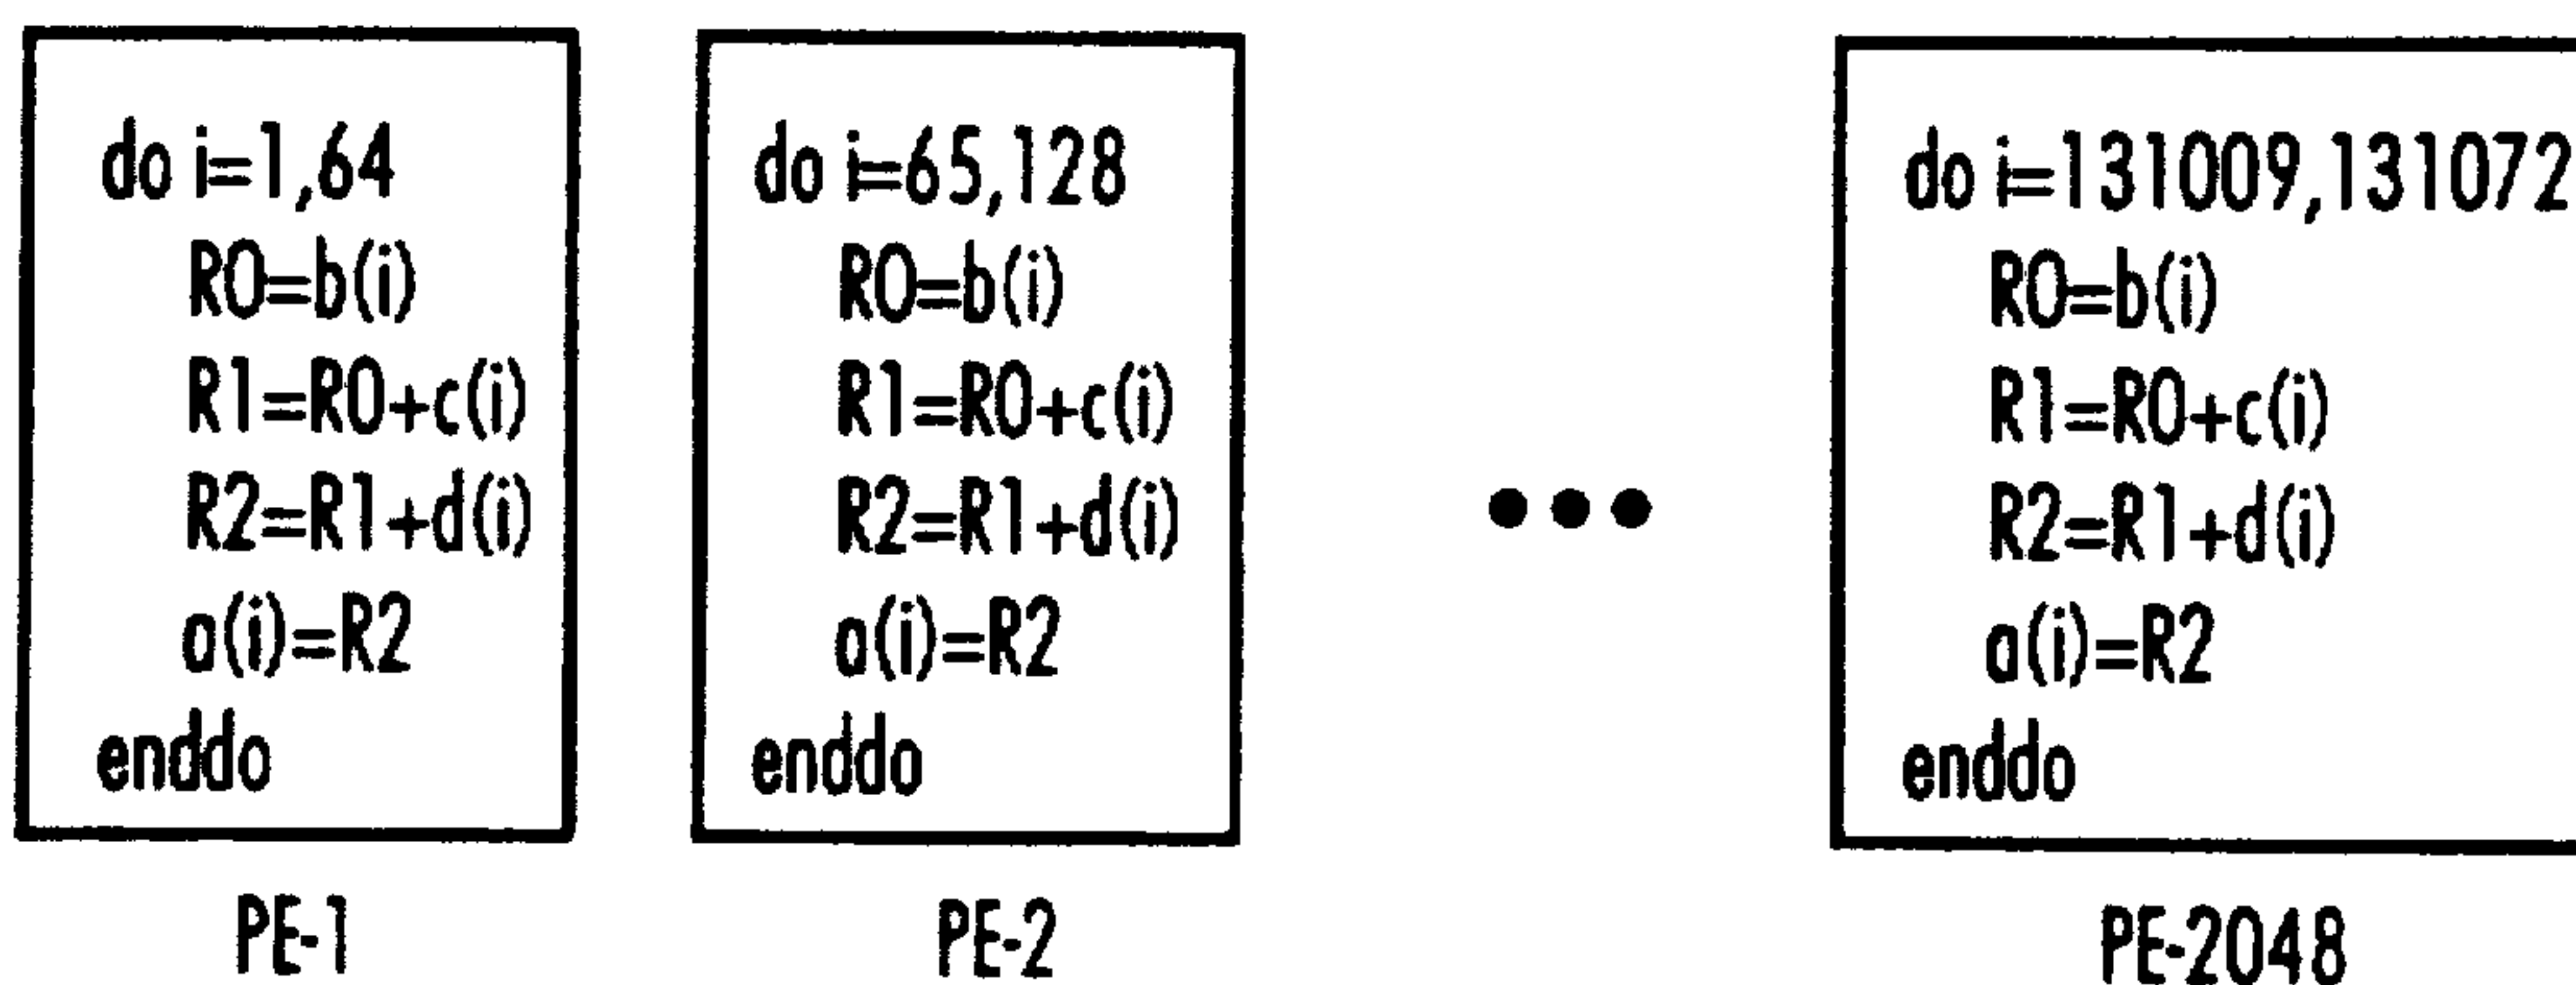 do i=1,64
R0=b(i)
R1=R0+c(i)
R2=R1+d(i)
a(i)=R2
enddo
PE-1
do i=65,128
R0=b(i)
R1=R0+c(i)
R2=R1+d(i)
a(i)=R2
enddo
PE-2
do i=131009,131072
R0=b(i)
R1=R0+c(i)
R2=R1+d(i)
a(i)=R2
enddo
PE-2048